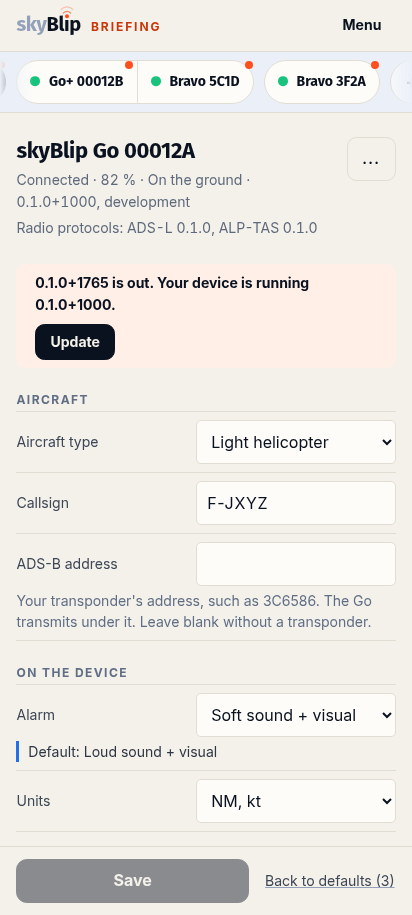 skyBlip BRIEFING
Menu
Go+ 00012B
Bravo 5C1D
Bravo 3F2A
skyBlip Go 00012A
...
Connected · 82 % · On the ground ·
0.1.0+1000, development
Radio protocols: ADS-L 0.1.0, ALP-TAS 0.1.0
0.1.0+1765 is out. Your device is running
0.1.0+1000.
Update
AIRCRAFT
Aircraft type
Light helicopter
Callsign
F-JXYZ
ADS-B address
Your transponder's address, such as 3C6586. The Go
transmits under it. Leave blank without a transponder.
ON THE DEVICE
Alarm
Soft sound + visual
Default: Loud sound + visual
Units
NM, kt
Save
Back to defaults (3)